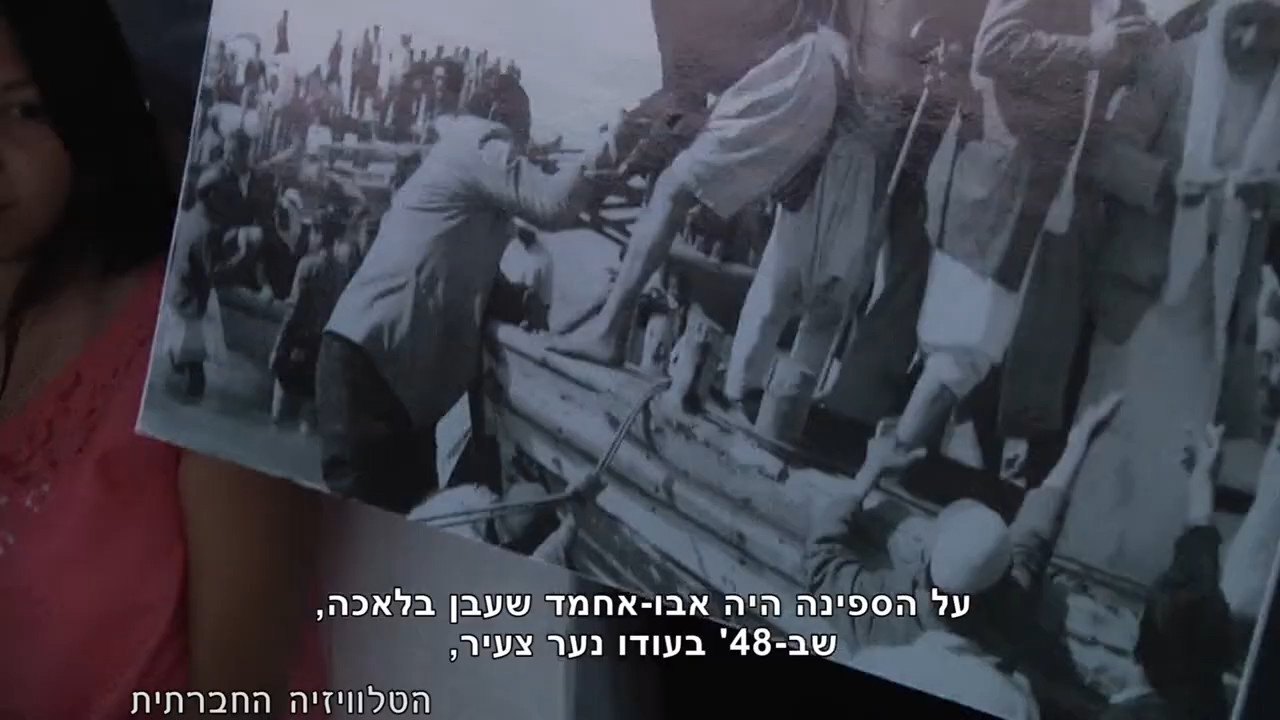 על הספינה היה אבו-אחמד שעבן בלאכה,
שב-48' בעודו נער צעיר,
הטלוויזיה החברתית